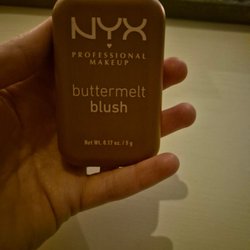 NYX
PROFESSIONAL
MAKEUP
buttermelt
blush
Net Wt. 0.17 oz. / 5 g